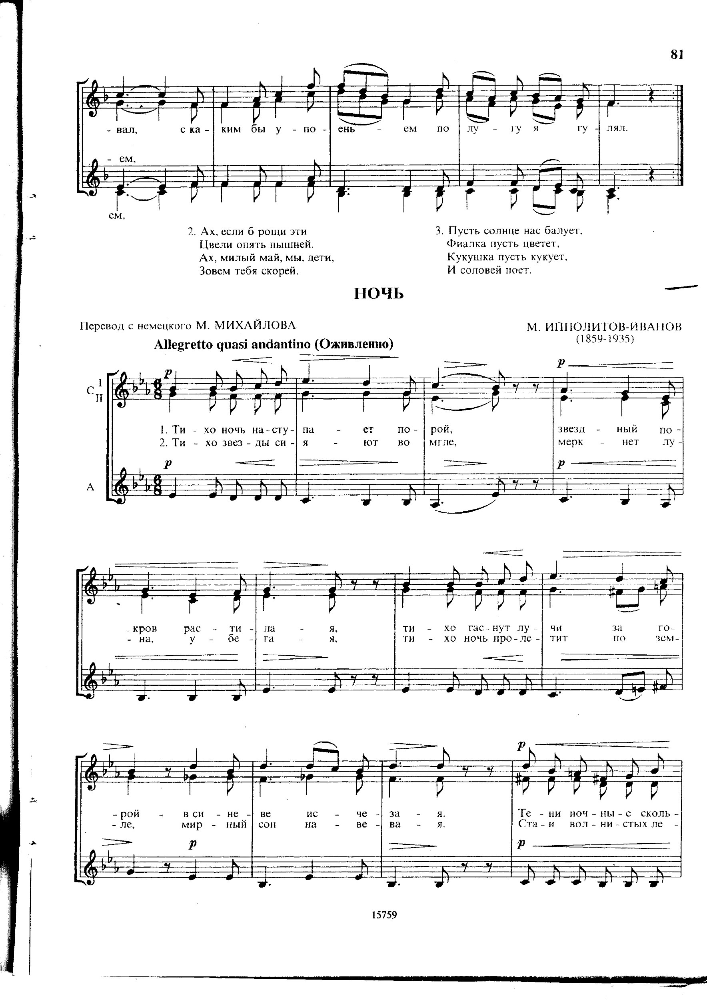 81
- вал, с ка - ким бы у - по - ень - ем по лу - гу я гу - лял.
- ем,
ем,
2. Ах, если б рощи эти
Цвели опять пышней.
Ах, милый май, мы, дети,
Зовем тебя скорей.
3. Пусть солнце нас балует,
Фиалка пусть цветет,
Кукушка пусть кукует,
И соловей поет.
НОЧЬ
Перевод с немецкого М. МИХАЙЛОВА
М. ИППОЛИТОВ-ИВАНОВ
(1859-1935)
Allegretto quasi andantino (Оживленно)
p
p
I
С
II
1. Ти - хо ночь на-сту - па - ет по - рой, звезд - ный по -
2. Ти - хо звез - ды си - я - ют во мгле, мерк - нет лу -
p
p
А
- кров рас - ти - ла - я, ти - хо гас-нут лу - чи за го-
- на, у - бе - га - я, ти - хо ночь про-ле - тит по зем-
p
- рой - в си - не - ве ис - че - за - я. Те - ни ноч - ны - е сколь -
- ле, мир - ный сон на - ве - ва - я. Ста - и вол - ни - стых ле -
p
p
15759